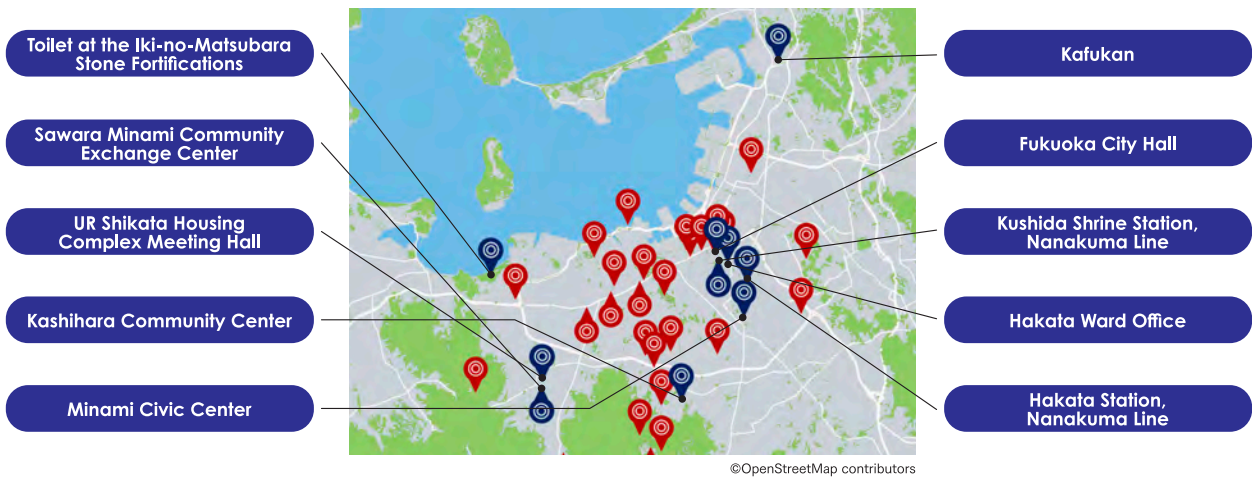 Toilet at the Iki-no-Matsubara
Stone Fortifications
Sawara Minami Community
Exchange Center
UR Shikata Housing
Complex Meeting Hall
Kashihara Community Center
Minami Civic Center
Kafukan
Fukuoka City Hall
Kushida Shrine Station,
Nanakuma Line
Hakata Ward Office
Hakata Station,
Nanakuma Line
©OpenStreetMap contributors